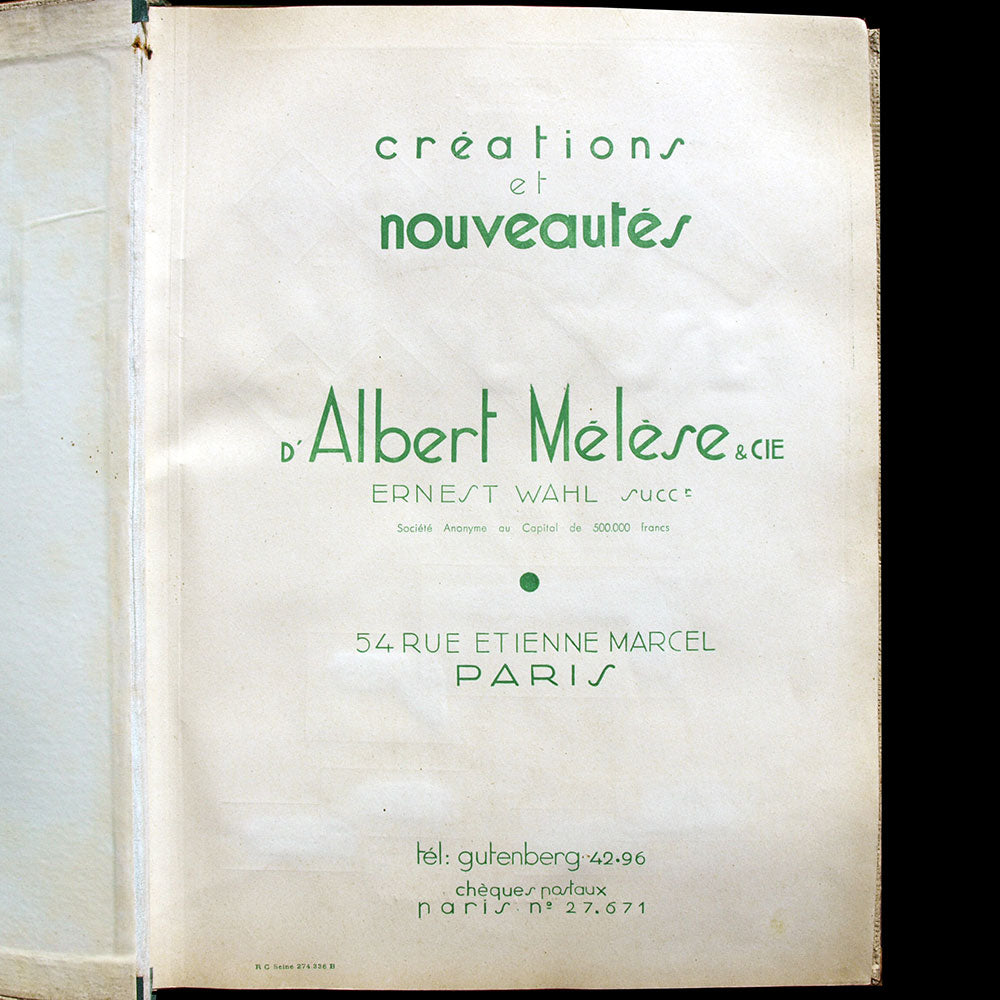 créations
et
nouveautés
D'Albert Mélèse & CIE
ERNEST WAHL succr
Société Anonyme au Capital de 500.000 francs
54 RUE ETIENNE MARCEL
PARIS
tél: gutenberg·42.96
chèques postaux
paris·nº 27.671
R C Seine 274 336 B